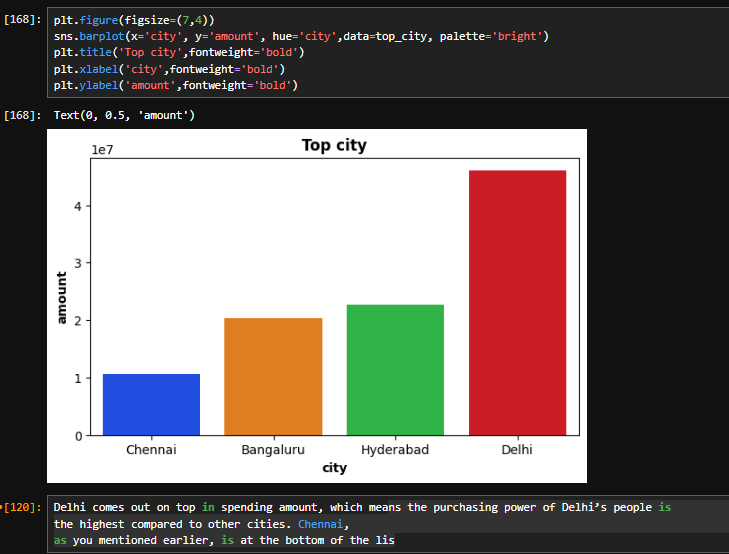 [168]: plt.figure(figsize=(7,4))
sns.barplot(x='city', y='amount', hue='city',data=top_city, palette='bright')
plt.title('Top city',fontweight='bold')
plt.xlabel('city',fontweight='bold')
plt.ylabel('amount',fontweight='bold')
[168]: Text(0, 0.5, 'amount')
Top city
1e7
4
3
2
1
0
amount
Chennai Bangaluru Hyderabad Delhi
city
[120]: Delhi comes out on top in spending amount, which means the purchasing power of Delhi’s people is
the highest compared to other cities. Chennai,
as you mentioned earlier, is at the bottom of the lis